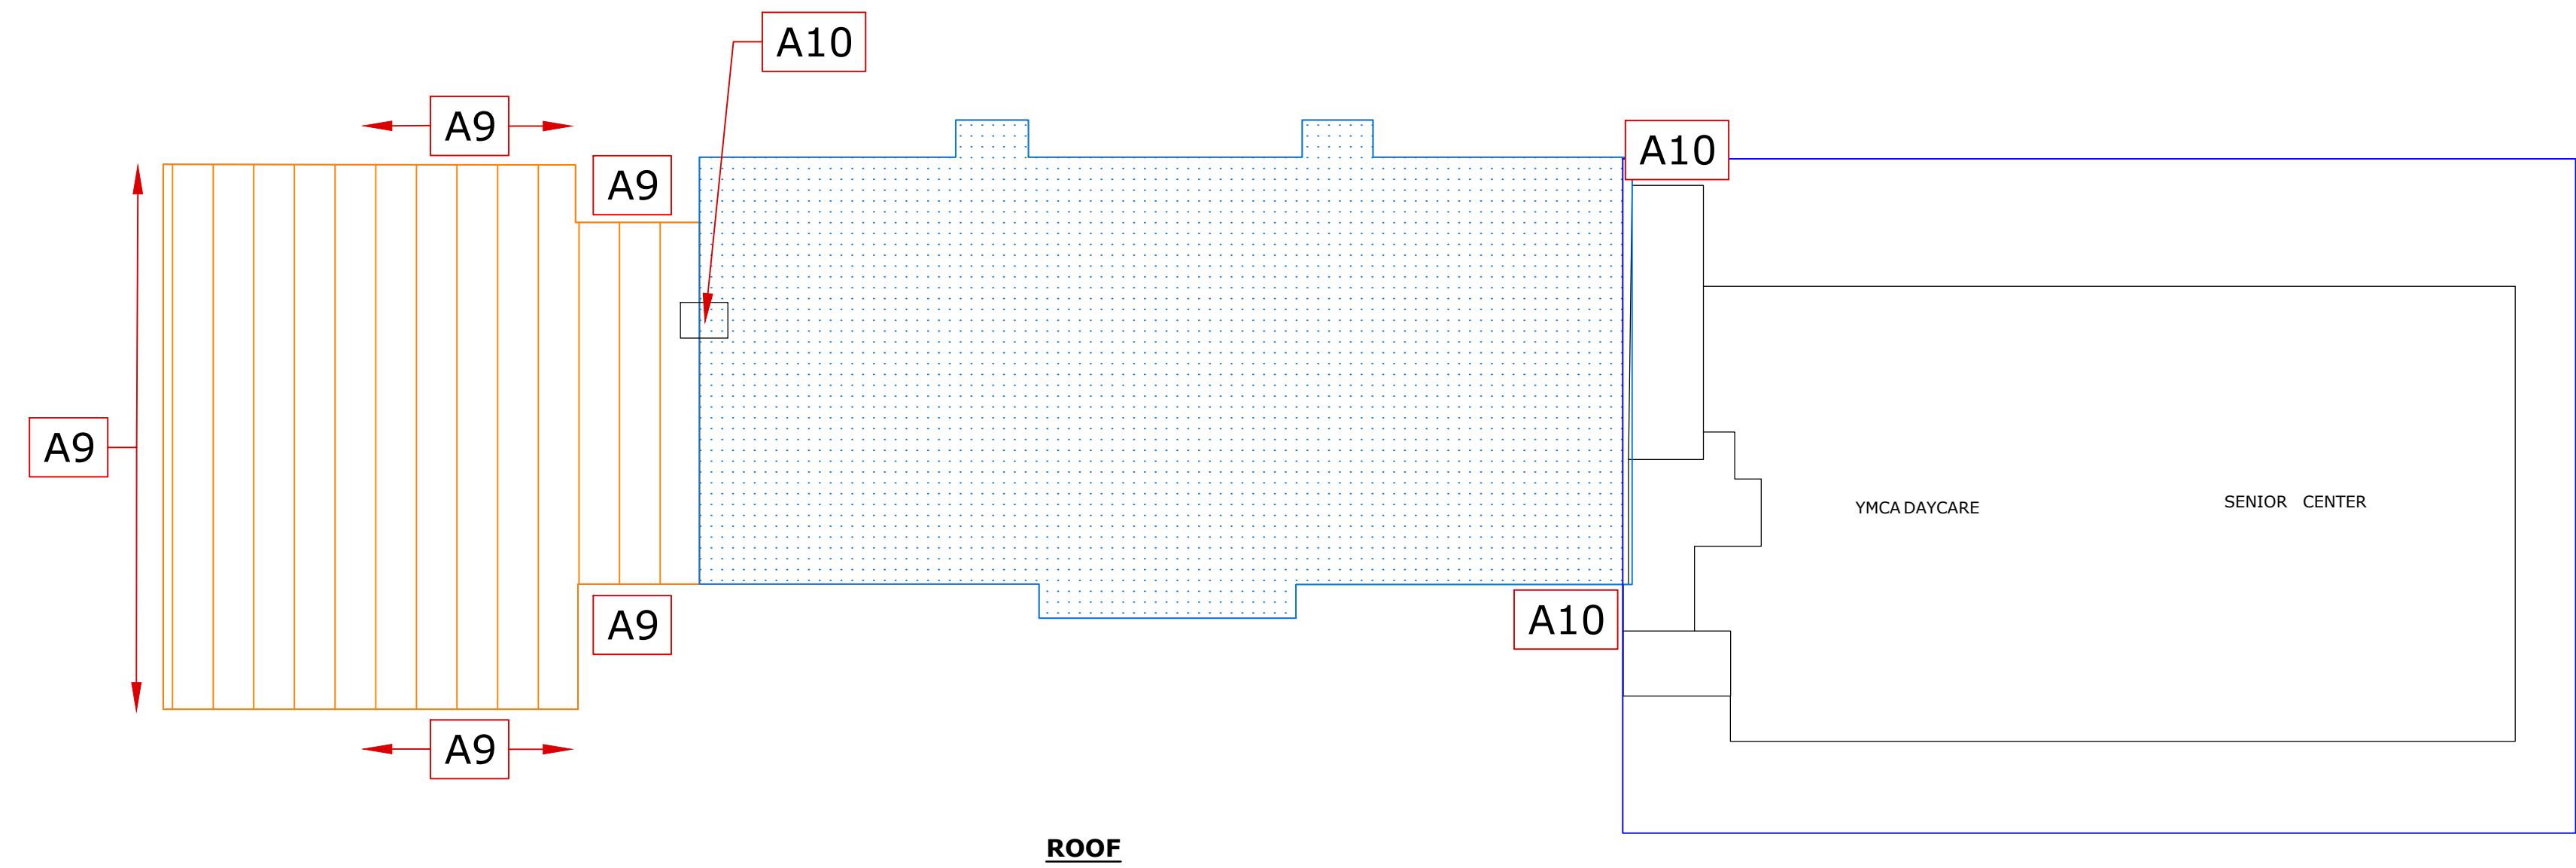 A10
A9
A10
A9
A9
SENIOR CENTER
YMCA DAYCARE
A10
A9
A9
ROOF